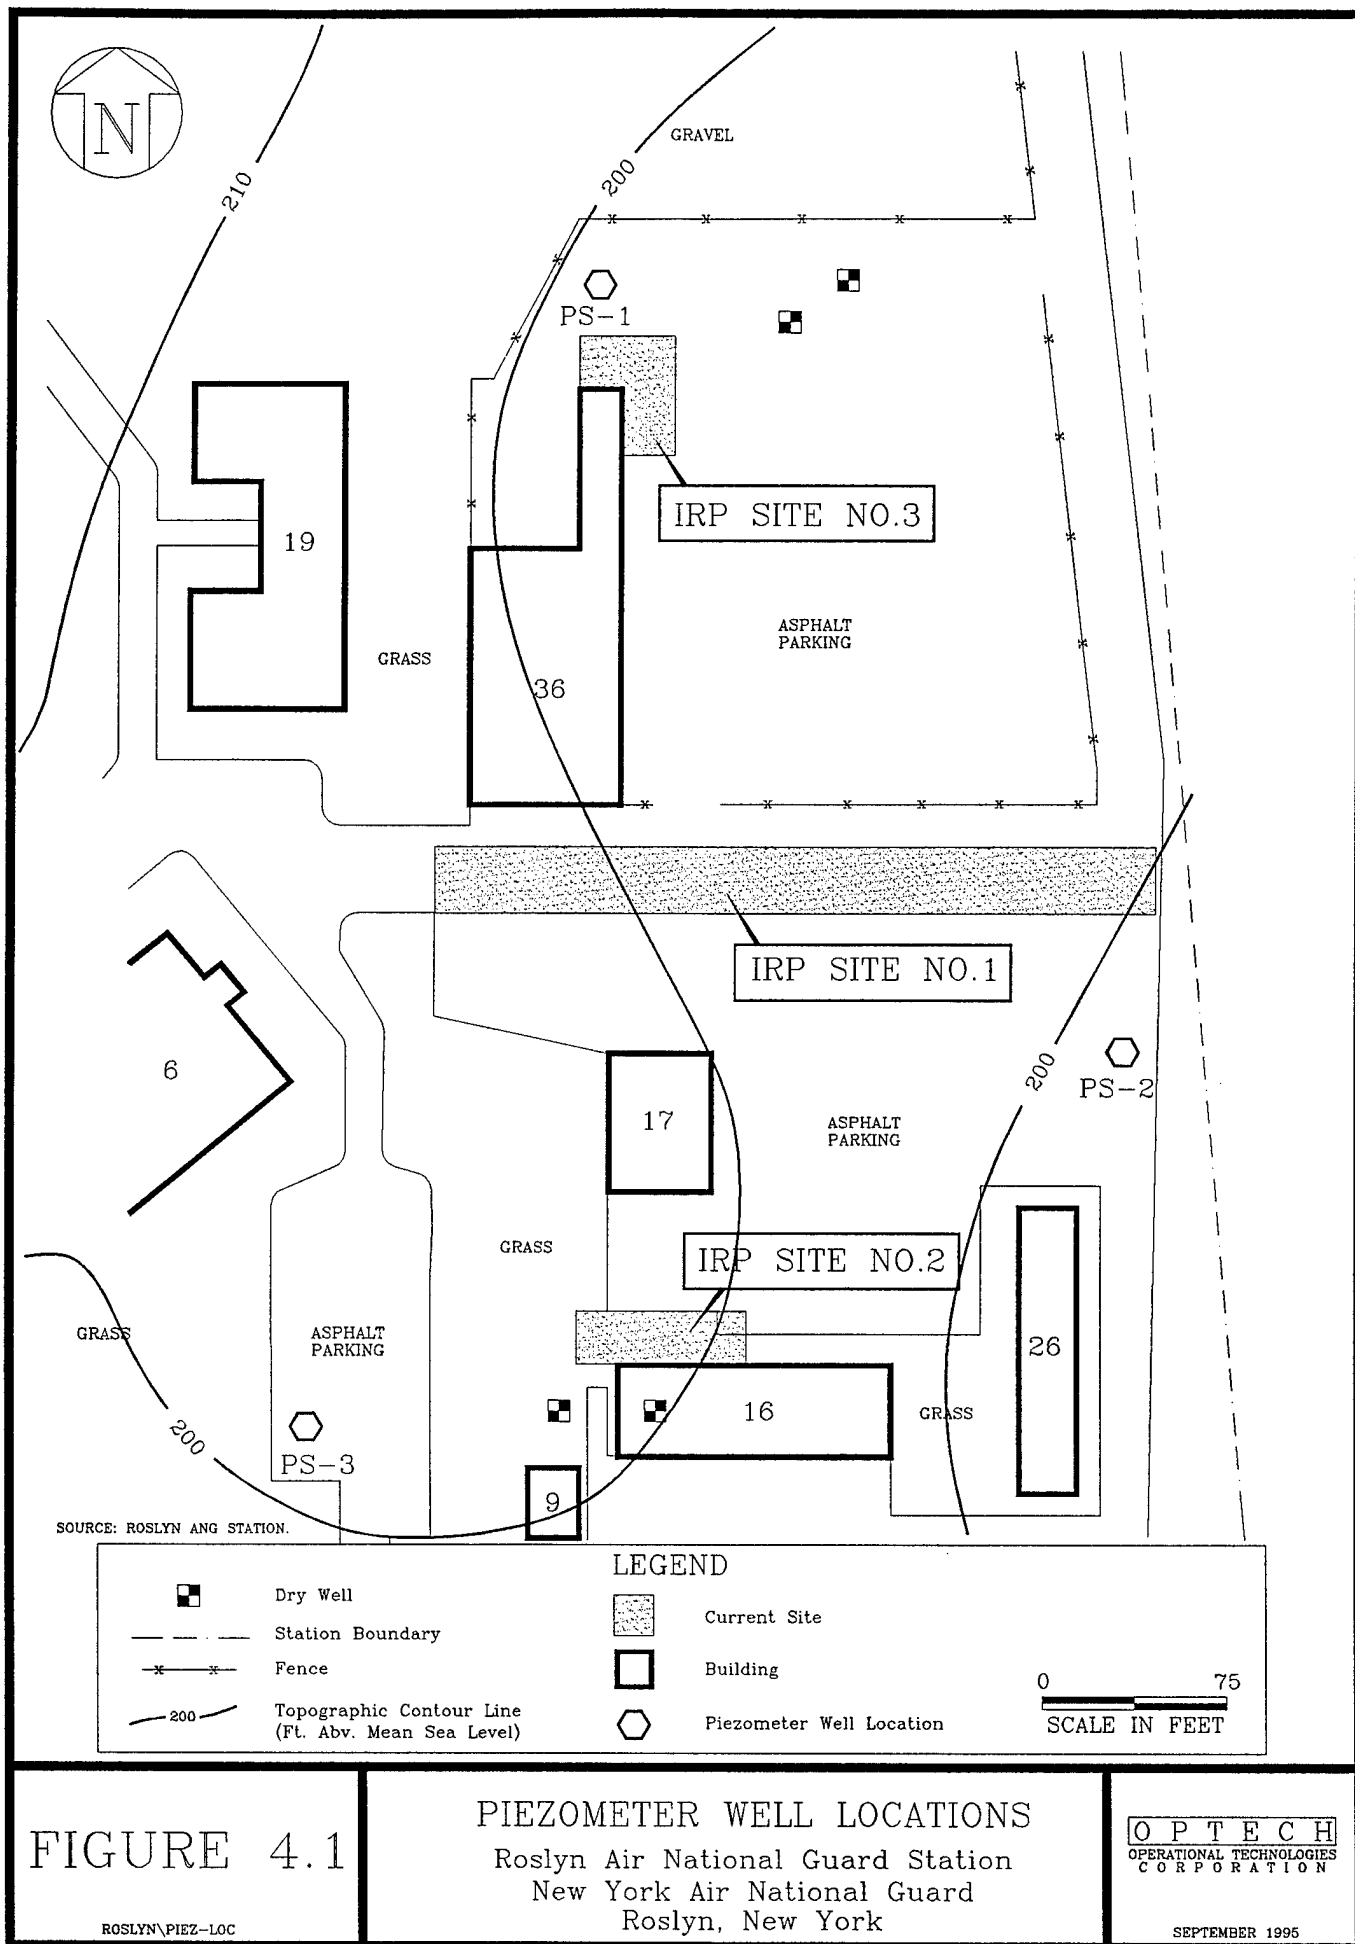 N
210
200
GRAVEL
PS-1
IRP SITE NO.3
19
GRASS
36
ASPHALT
PARKING
IRP SITE NO.1
6
17
ASPHALT
PARKING
200
PS-2
GRASS
IRP SITE NO.2
GRASS
ASPHALT
PARKING
26
200
PS-3
16
GRASS
9
SOURCE: ROSLYN ANG STATION.
LEGEND
Dry Well
Station Boundary
Fence
200
Topographic Contour Line
(Ft. Abv. Mean Sea Level)
Current Site
Building
Piezometer Well Location
0 75
SCALE IN FEET
FIGURE 4.1
ROSLYN\PIEZ-LOC
PIEZOMETER WELL LOCATIONS
Roslyn Air National Guard Station
New York Air National Guard
Roslyn, New York
OPTECH
OPERATIONAL TECHNOLOGIES
CORPORATION
SEPTEMBER 1995